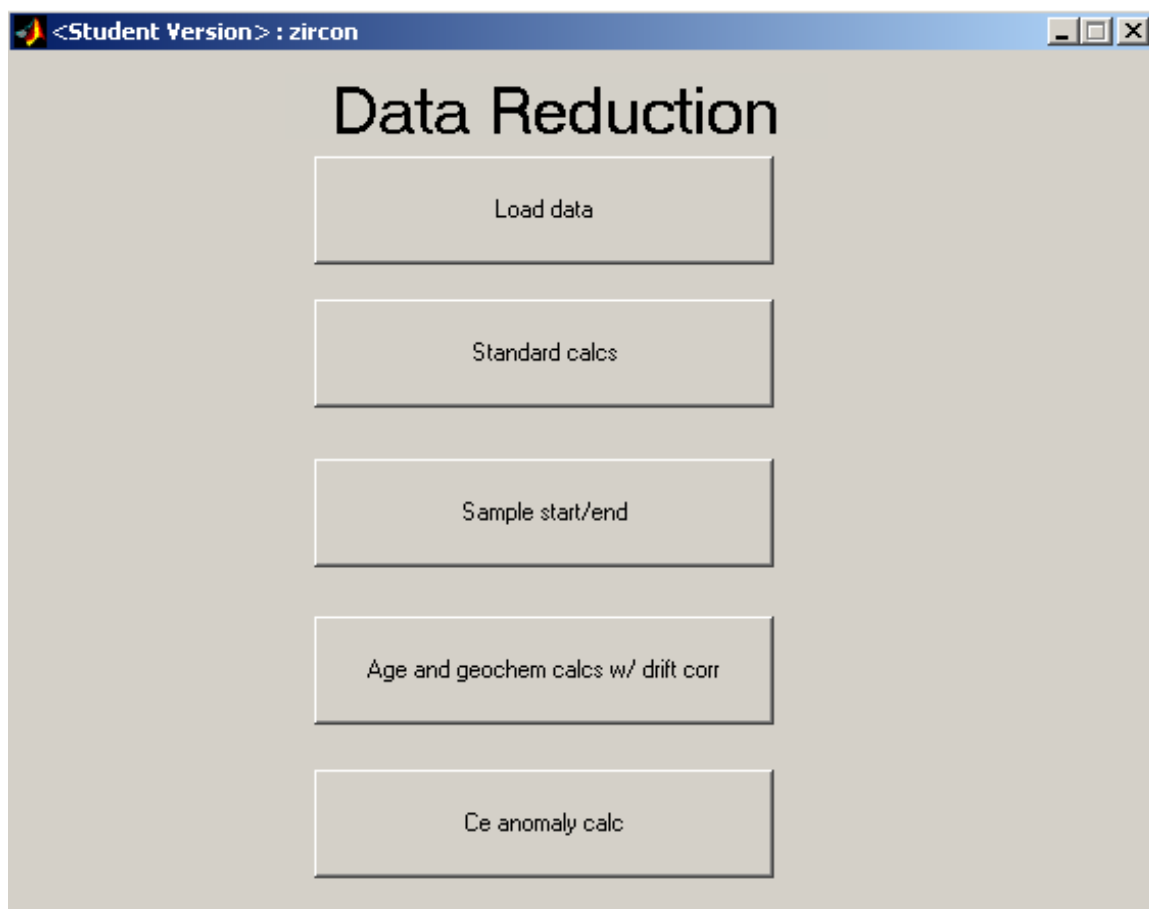 <Student Version> : zircon
Data Reduction
Load data
Standard calcs
Sample start/end
Age and geochem calcs w/ drift corr
Ce anomaly calc